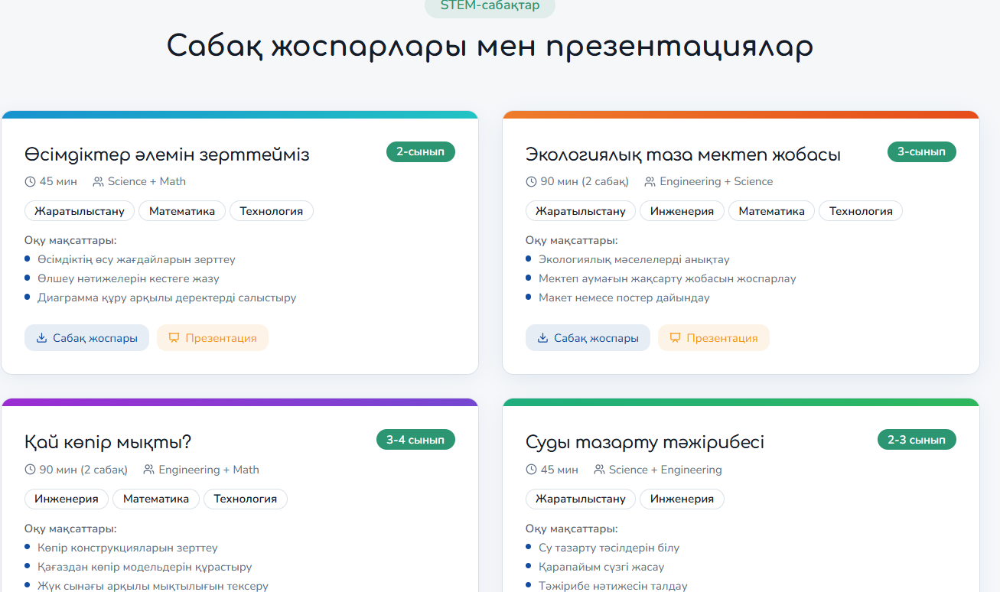 STEM-сабақтар
Сабақ жоспарлары мен презентациялар
Өсімдіктер әлемін зерттейміз
2-сынып
45 мин Science + Math
Жаратылыстану Математика Технология
Оқу мақсаттары:
Өсімдіктің өсу жағдайларын зерттеу
Өлшеу нәтижелерін кестеге жазу
Диаграмма құру арқылы деректерді салыстыру
Сабақ жоспары Презентация
Экологиялық таза мектеп жобасы
3-сынып
90 мин (2 сабақ) Engineering + Science
Жаратылыстану Инженерия Математика Технология
Оқу мақсаттары:
Экологиялық мәселелерді анықтау
Мектеп аумағын жақсарту жобасын жоспарлау
Макет немесе постер дайындау
Сабақ жоспары Презентация
Қай көпір мықты?
3-4 сынып
90 мин (2 сабақ) Engineering + Math
Инженерия Математика Технология
Оқу мақсаттары:
Көпір конструкцияларын зерттеу
Қағаздан көпір модельдерін құрастыру
Жүк сынағы арқылы мықтылығын тексеру
Суды тазарту тәжірибесі
2-3 сынып
45 мин Science + Engineering
Жаратылыстану Инженерия
Оқу мақсаттары:
Су тазарту тәсілдерін білу
Қарапайым сүзгі жасау
Тәжірибе нәтижесін талдау